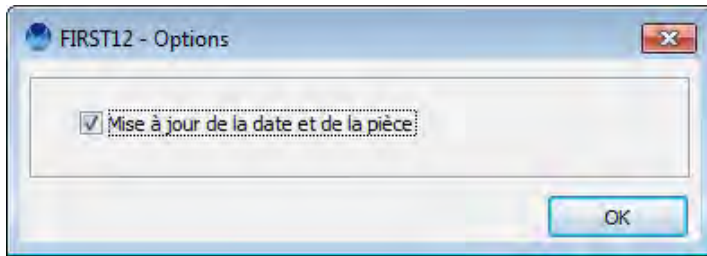 FIRST12 - Options
Mise à jour de la date et de la pièce
OK